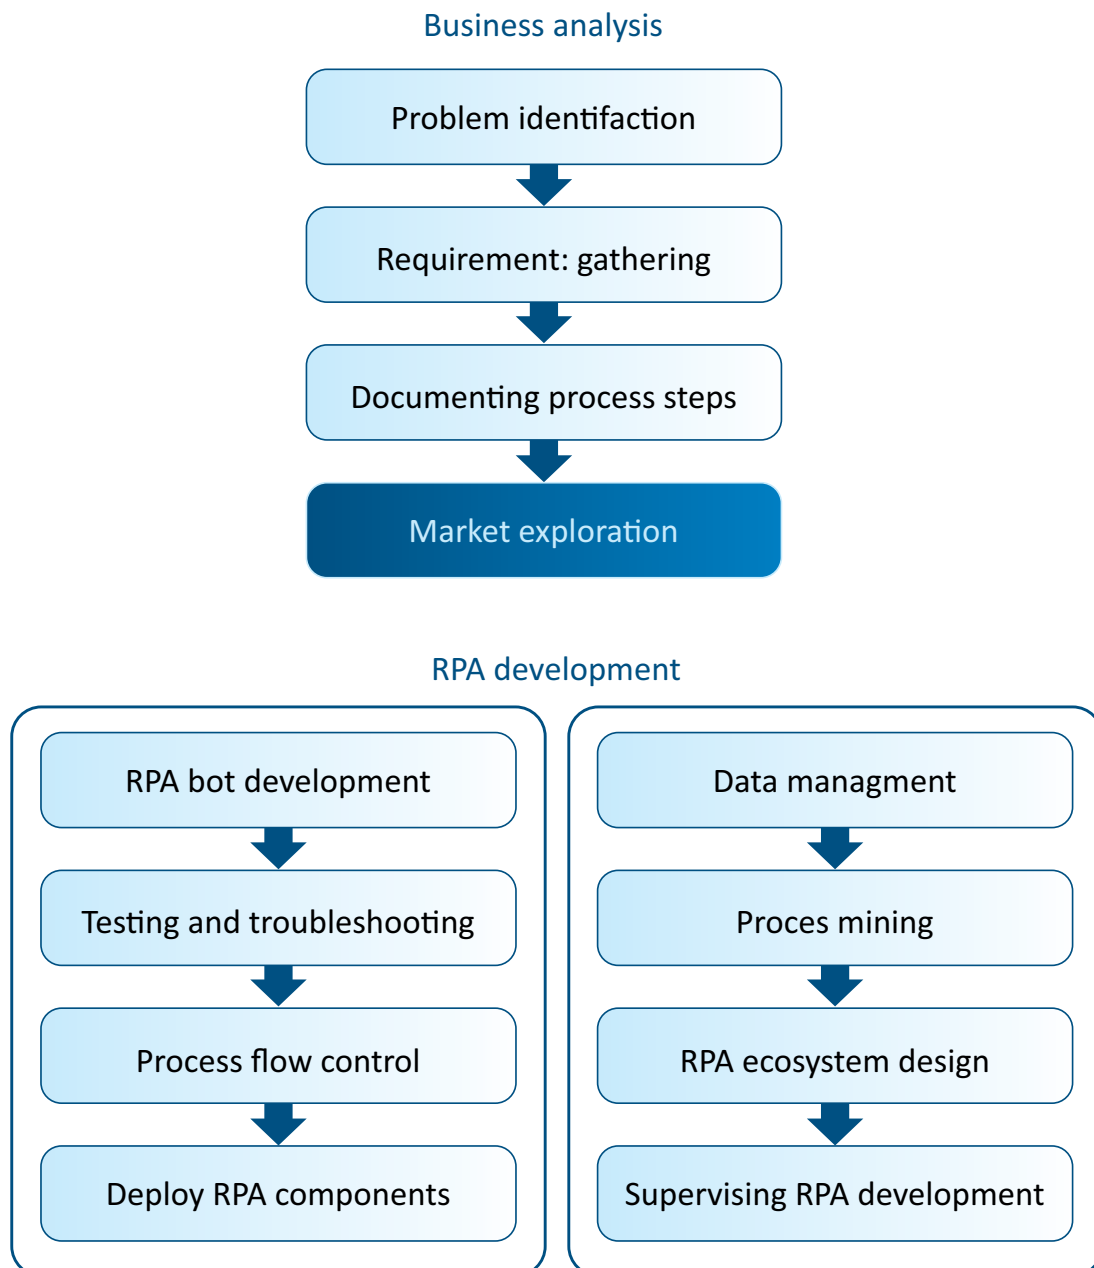 Business analysis
Problem identifaction
Requirement: gathering
Documenting process steps
Market exploration
RPA development
RPA bot development
Testing and troubleshooting
Process flow control
Deploy RPA components
Data managment
Proces mining
RPA ecosystem design
Supervising RPA development